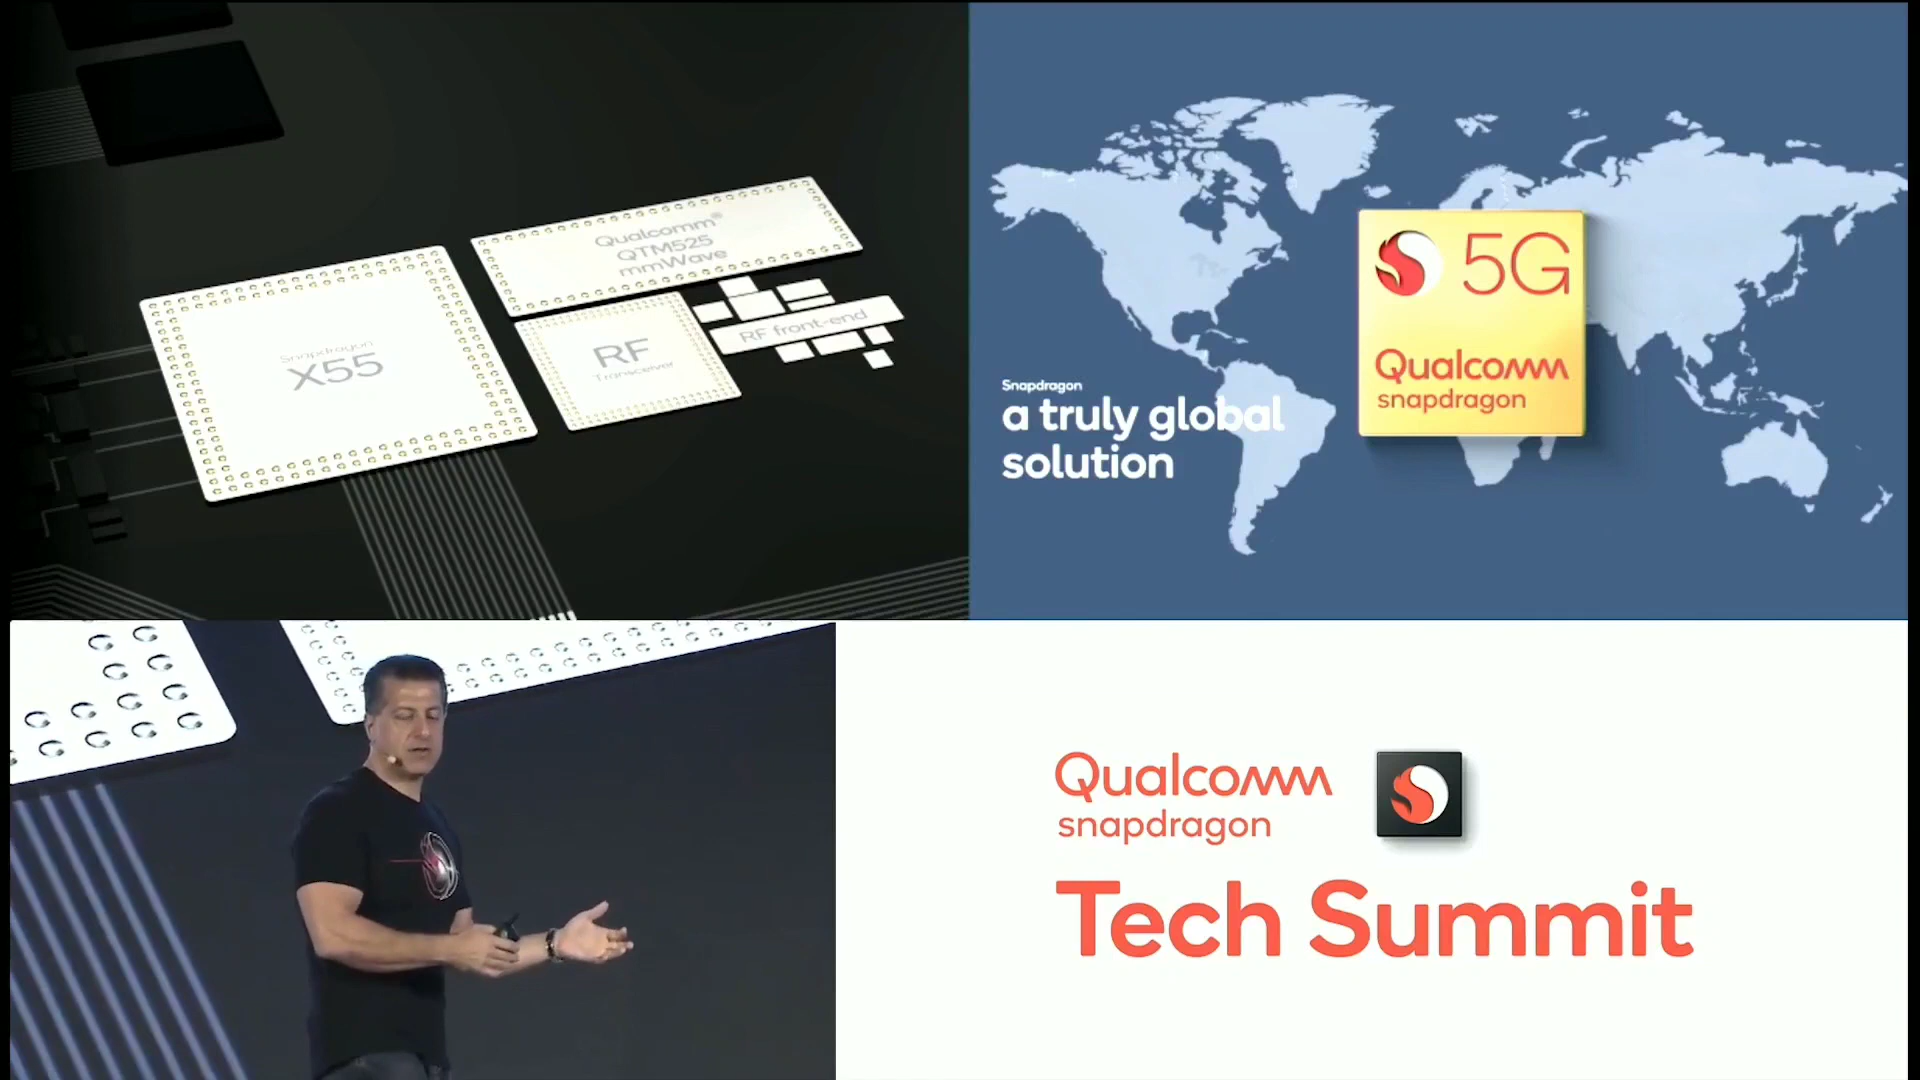 Qualcomm®
QTM525
mmWave
Snapdragon
X55
RF
Transceiver
RF front-end
5G
Qualcomm
snapdragon
Snapdragon
a truly global
solution
Qualcomm
snapdragon
Tech Summit